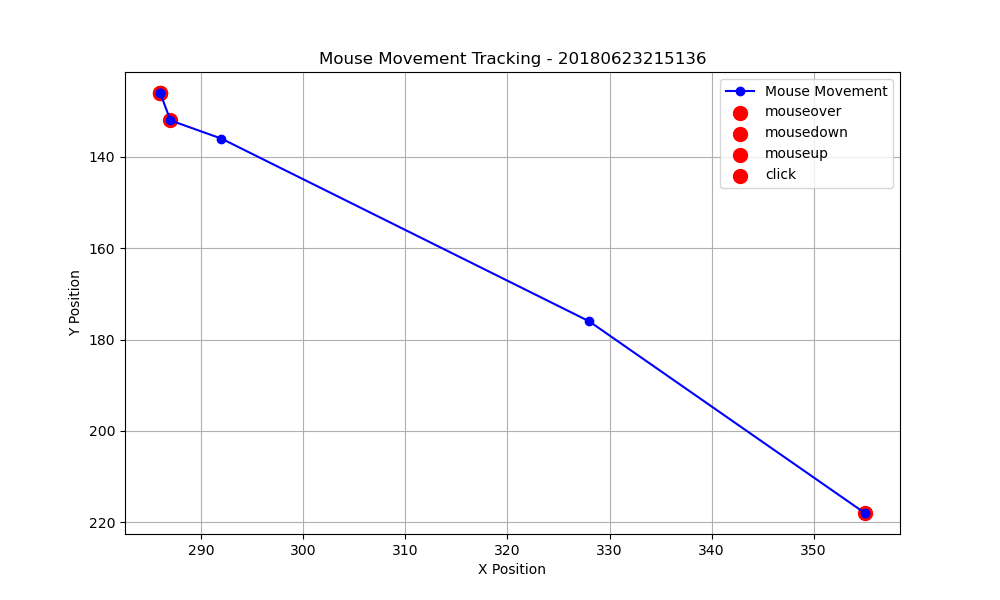 Mouse Movement Tracking - 20180623215136
Mouse Movement
mouseover
mousedown
mouseup
click
140
160
180
200
220
Y Position
290
300
310
320
330
340
350
X Position